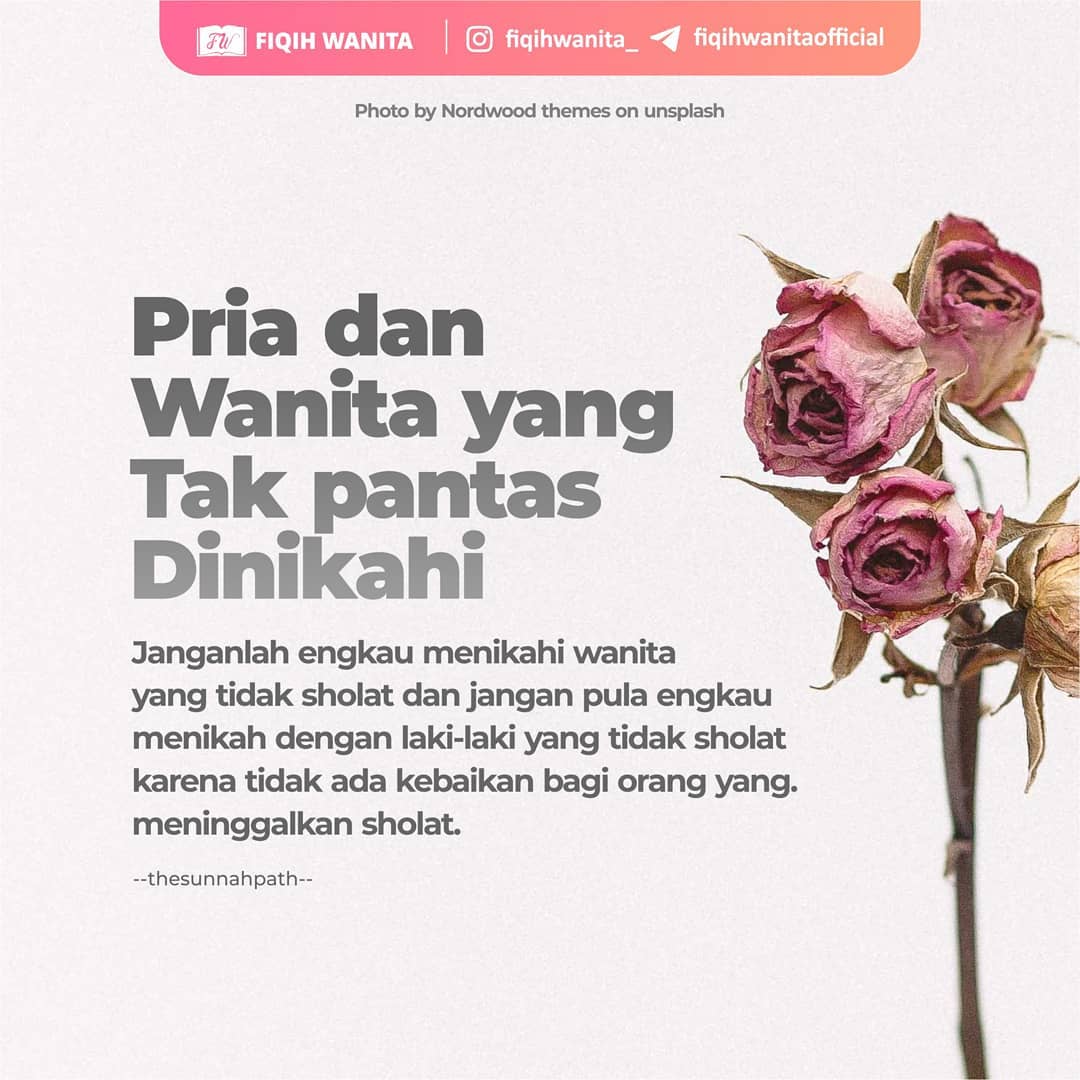 FW FIQIH WANITA | fiqihwanita_ fiqihwanitaofficial
Photo by Nordwood themes on unsplash
Pria dan
Wanita yang
Tak pantas
Dinikahi
Janganlah engkau menikahi wanita
yang tidak sholat dan jangan pula engkau
menikah dengan laki-laki yang tidak sholat
karena tidak ada kebaikan bagi orang yang.
meninggalkan sholat.
--thesunnahpath--